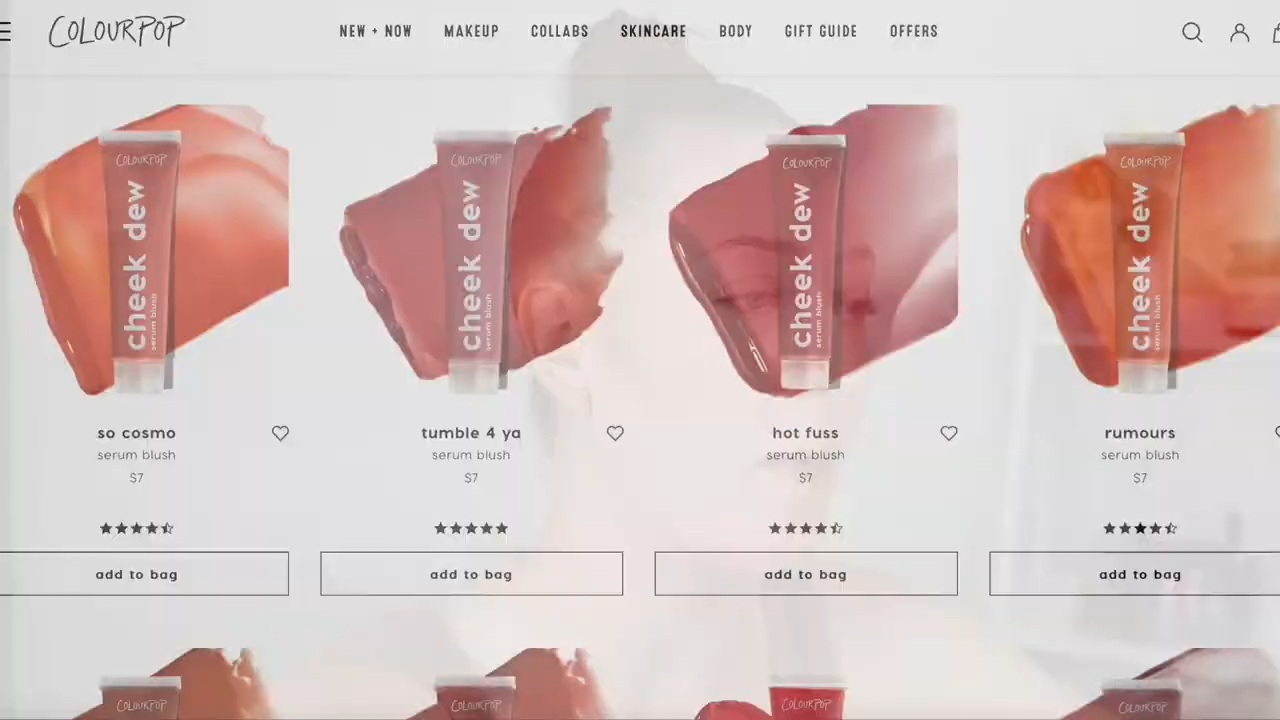 COLOURPOP
NEW + NOW MAKEUP COLLABS SKINCARE BODY GIFT GUIDE OFFERS
COLOURPOP COLOURPOP COLOURPOP COLOURPOP
cheek dew cheek dew cheek dew cheek dew
serum blush serum blush serum blush serum blush
so cosmo tumble 4 ya hot fuss rumours
serum blush serum blush serum blush serum blush
$7 $7 $7 $7
add to bag add to bag add to bag add to bag
COLOURPOP COLOURPOP COLOURPOP COLOURPOP